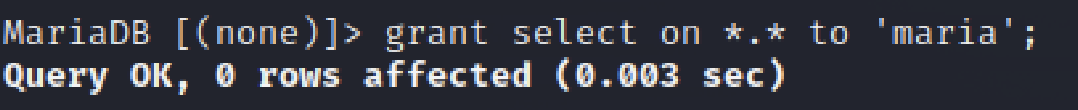 MariaDB [(none)]> grant select on *.* to 'maria';
Query OK, 0 rows affected (0.003 sec)